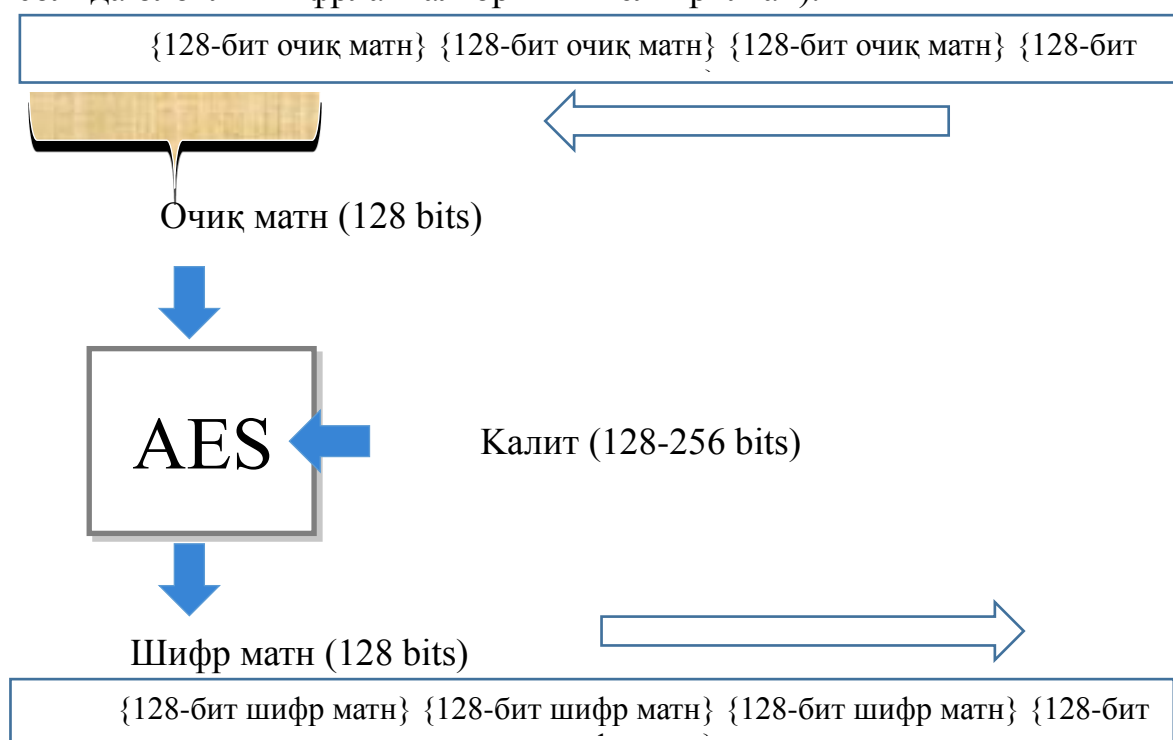 {128-бит очиқ матн} {128-бит очиқ матн} {128-бит очиқ матн} {128-бит
Очиқ матн (128 bits)
AES
Калит (128-256 bits)
Шифр матн (128 bits)
{128-бит шифр матн} {128-бит шифр матн} {128-бит шифр матн} {128-бит